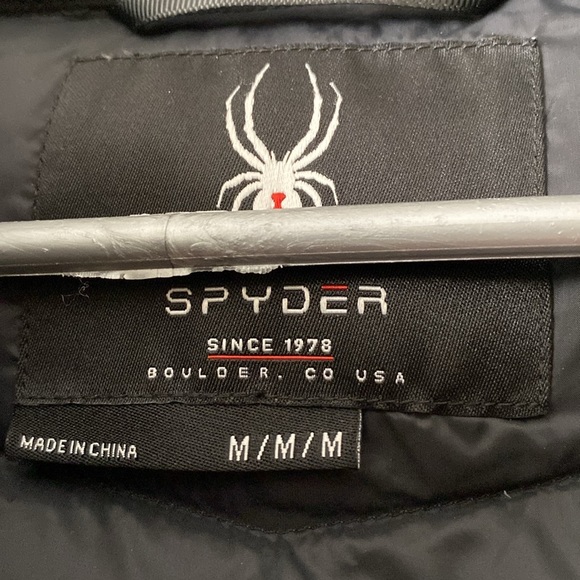 SPYDER
SINCE 1978
BOULDER, CO USA
MADE IN CHINA
M/M/M